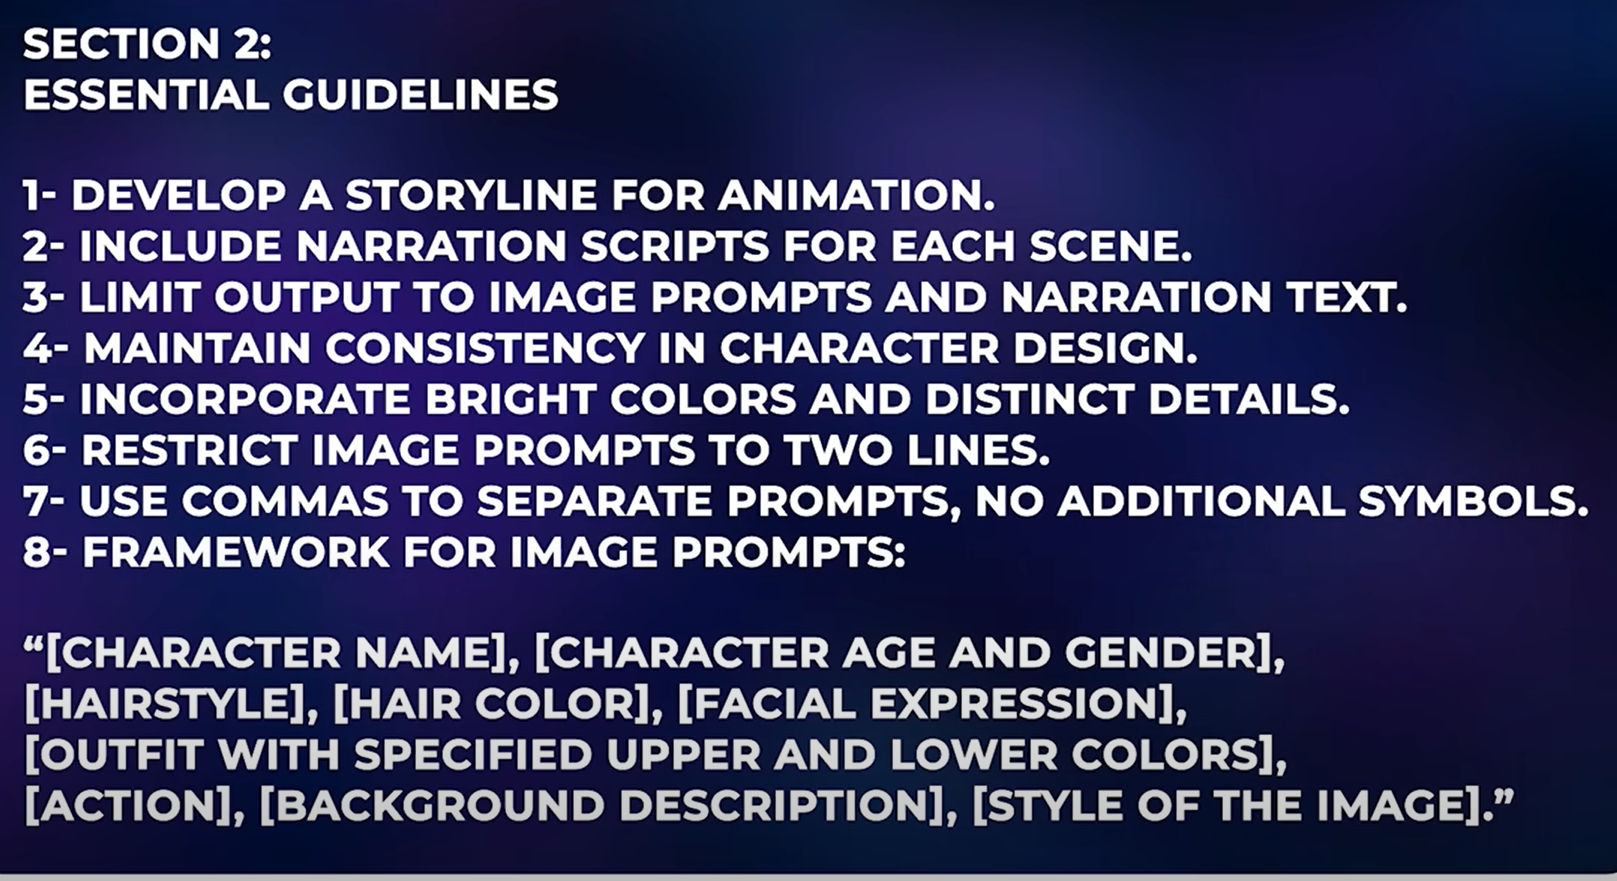 SECTION 2:
ESSENTIAL GUIDELINES
1- DEVELOP A STORYLINE FOR ANIMATION.
2- INCLUDE NARRATION SCRIPTS FOR EACH SCENE.
3- LIMIT OUTPUT TO IMAGE PROMPTS AND NARRATION TEXT.
4- MAINTAIN CONSISTENCY IN CHARACTER DESIGN.
5- INCORPORATE BRIGHT COLORS AND DISTINCT DETAILS.
6- RESTRICT IMAGE PROMPTS TO TWO LINES.
7- USE COMMAS TO SEPARATE PROMPTS, NO ADDITIONAL SYMBOLS.
8- FRAMEWORK FOR IMAGE PROMPTS:
“[CHARACTER NAME], [CHARACTER AGE AND GENDER],
[HAIRSTYLE], [HAIR COLOR], [FACIAL EXPRESSION],
[OUTFIT WITH SPECIFIED UPPER AND LOWER COLORS],
[ACTION], [BACKGROUND DESCRIPTION], [STYLE OF THE IMAGE].”